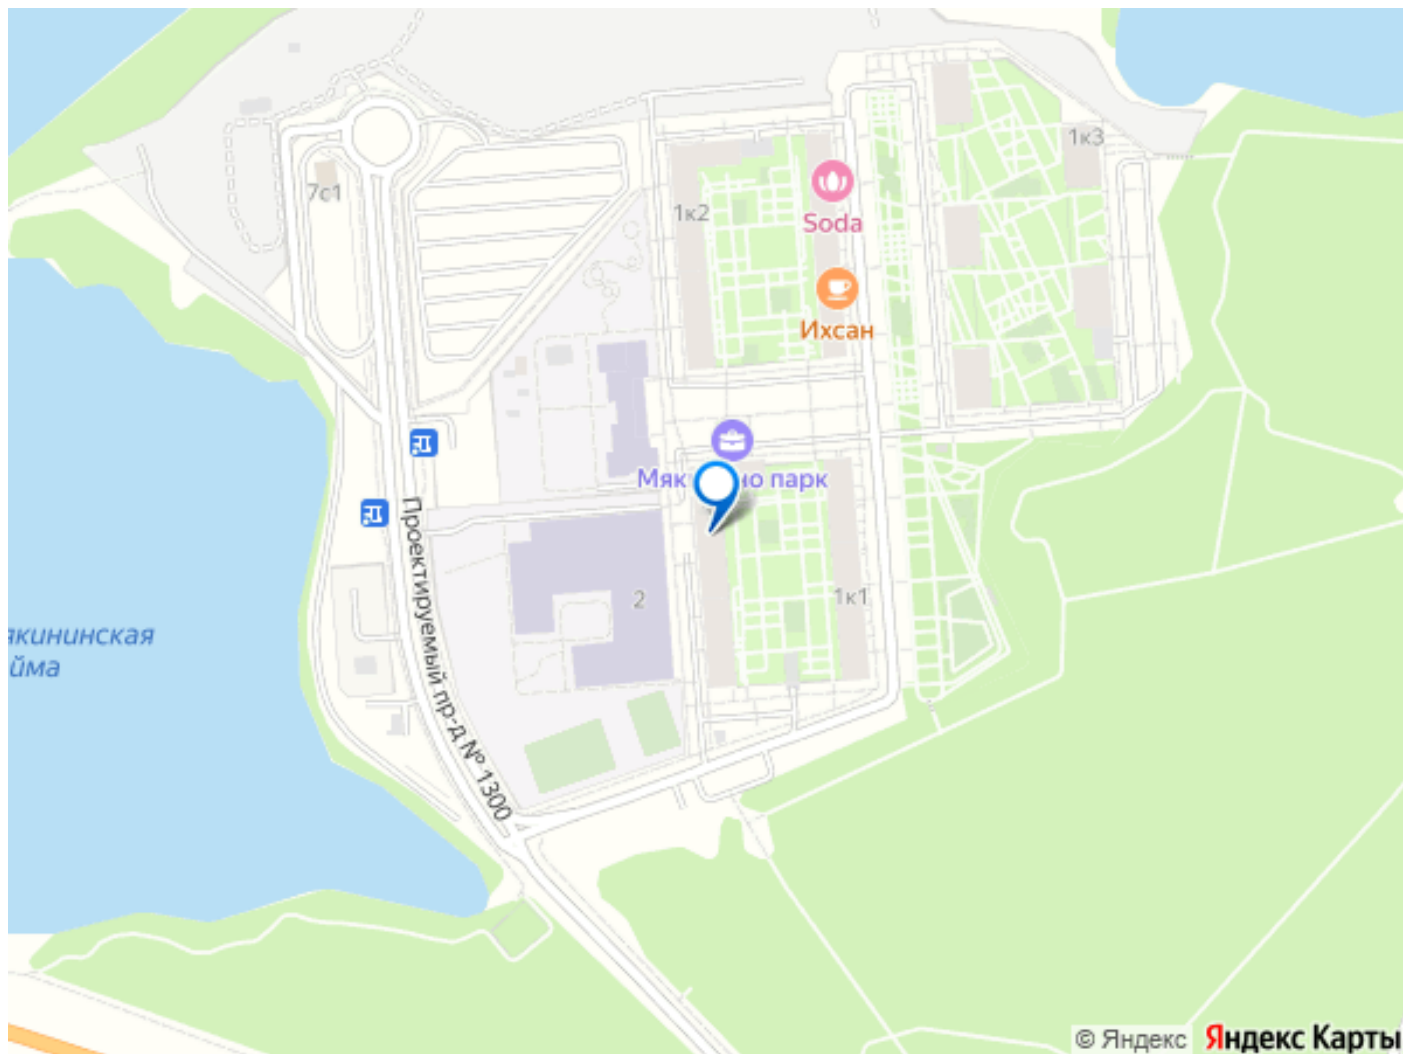 1к3
7с1
1к2
Soda
Ихсан
Мяк но парк
Проектируемый пр-д № 1300
2
1к1
якининская
йма
© Яндекс Яндекс Карты